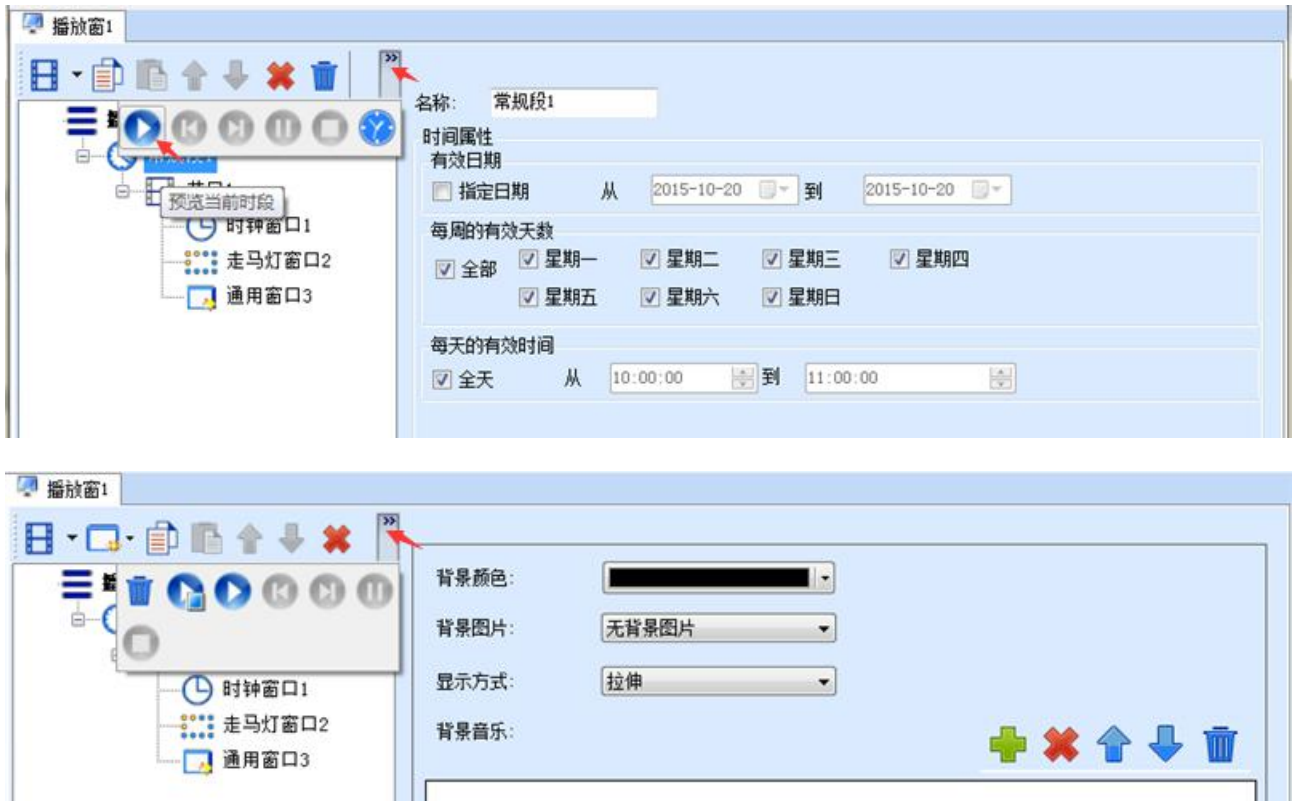 播放窗1
名称: 常规段1
时间属性
有效日期
指定日期 从 2015-10-20 到 2015-10-20
预览当前时段
时钟窗口1
走马灯窗口2
通用窗口3
每周的有效天数
全部 星期一 星期二 星期三 星期四
星期五 星期六 星期日
每天的有效时间
全天 从 10:00:00 到 11:00:00
播放窗1
背景颜色:
背景图片: 无背景图片
显示方式: 拉伸
背景音乐:
时钟窗口1
走马灯窗口2
通用窗口3